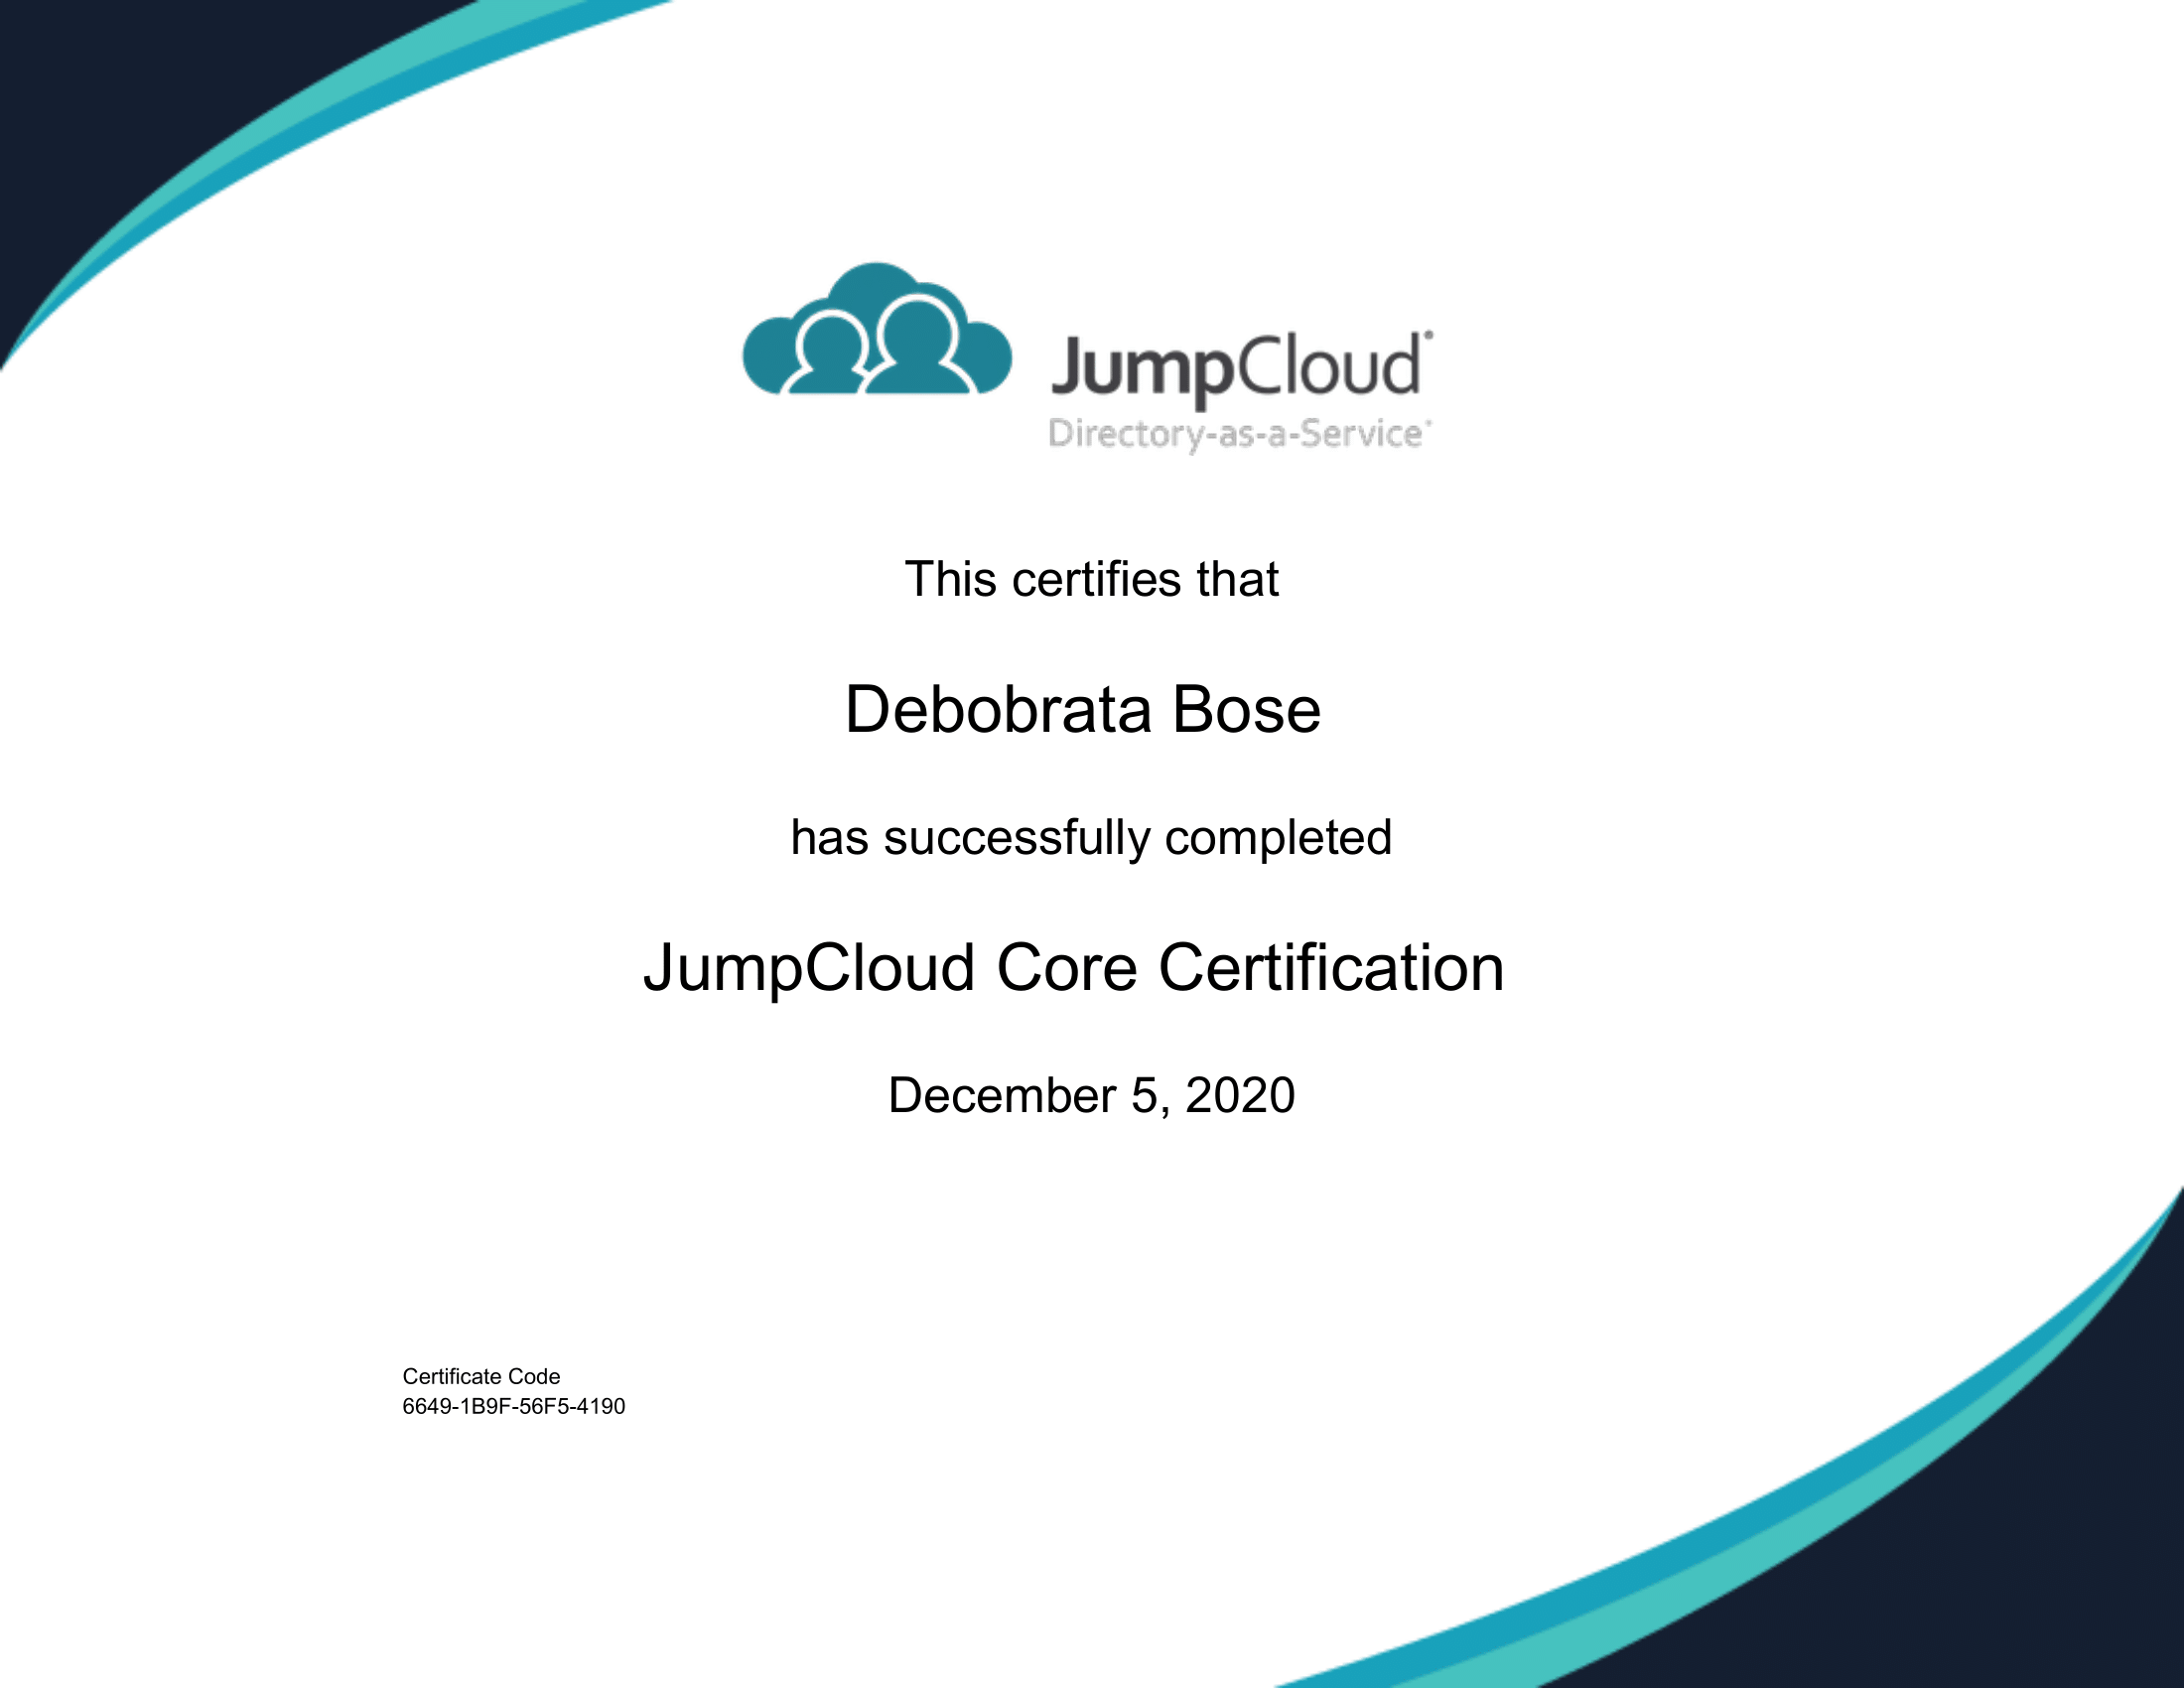 JumpCloud
Directory-as-a-Service
This certifies that
Debobrata Bose
has successfully completed
JumpCloud Core Certification
December 5, 2020
Certificate Code
6649-1B9F-56F5-4190